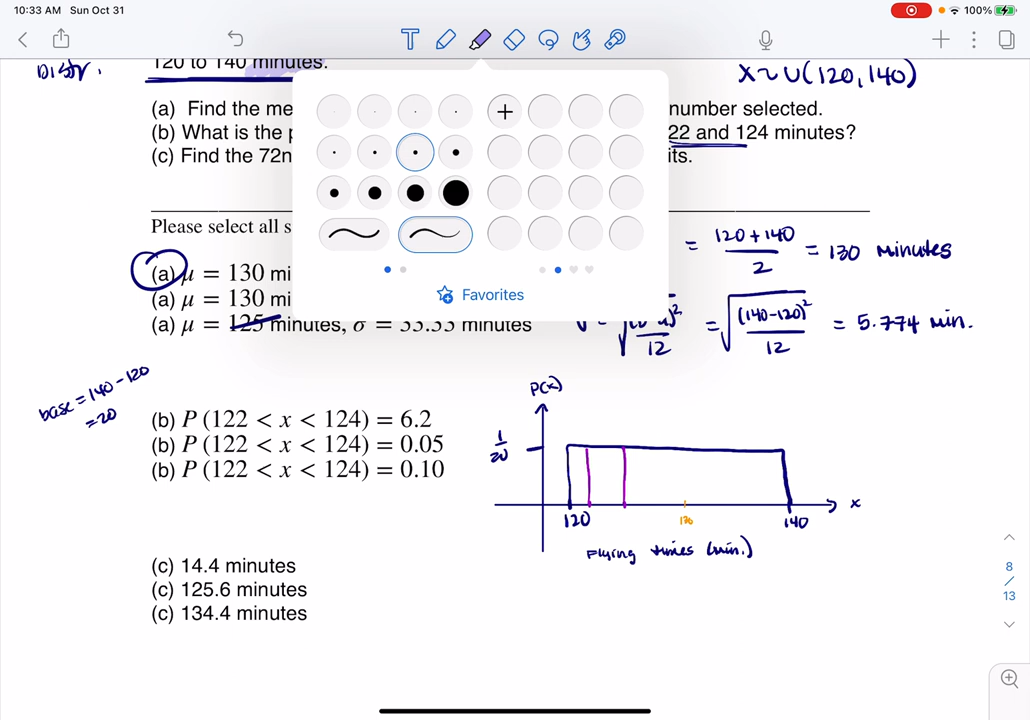 10:33 AM Sun Oct 31
100%
Distr.
120 to 140 minutes.
X~U(120,140)
(a) Find the me
number selected.
(b) What is the p
22 and 124 minutes?
(c) Find the 72n
its.
Please select all s
= 120+140 / 2 = 130 minutes
(a) μ = 130 mi
(a) μ = 130 mi
(a) μ = 125 minutes, σ = 33.33 minutes
12
= √(140-120)² / 12 = 5.774 min.
Favorites
base = 140 - 120
= 20
(b) P (122 < x < 124) = 6.2
(b) P (122 < x < 124) = 0.05
(b) P (122 < x < 124) = 0.10
P(x)
1/20
120
130
140
x
Flying times (min.)
(c) 14.4 minutes
(c) 125.6 minutes
(c) 134.4 minutes
8
/
13